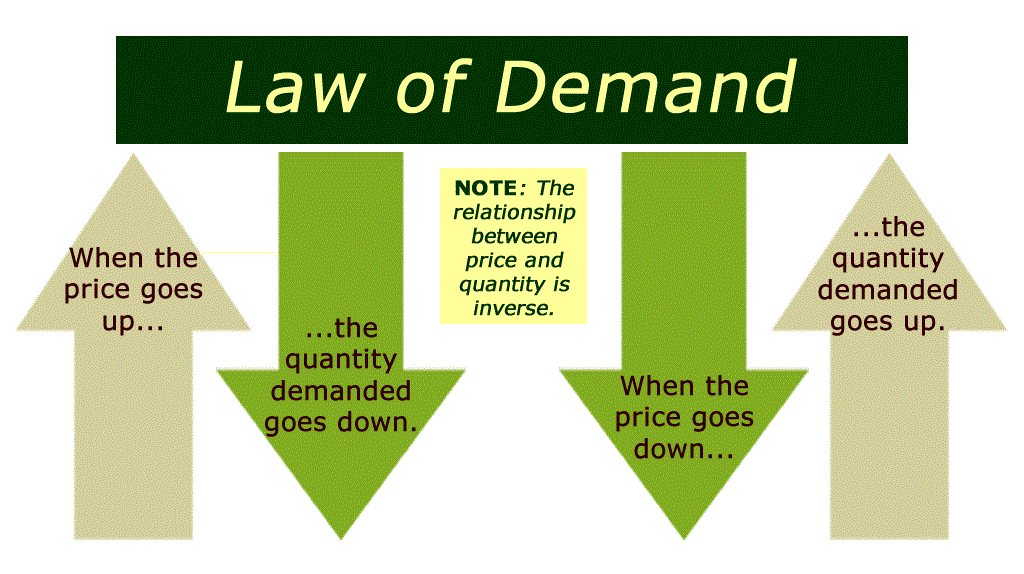 Law of Demand
When the
price goes
up...
...the
quantity
demanded
goes down.
NOTE: The
relationship
between
price and
quantity is
inverse.
When the
price goes
down...
...the
quantity
demanded
goes up.